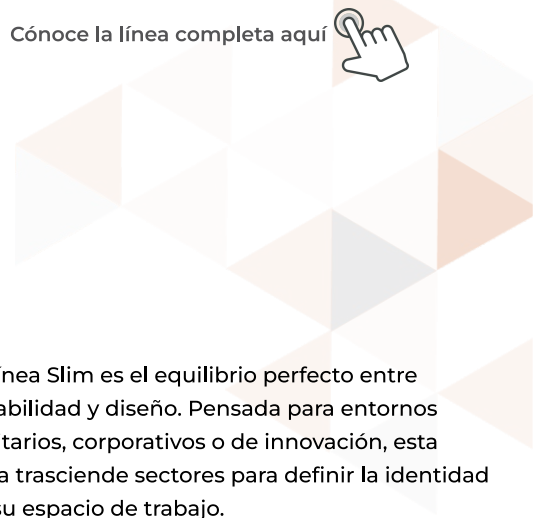 Cónoce la línea completa aquí
nea Slim es el equilibrio perfecto entre
abilidad y diseño. Pensada para entornos
tarios, corporativos o de innovación, esta
a trasciende sectores para definir la identidad
su espacio de trabajo.